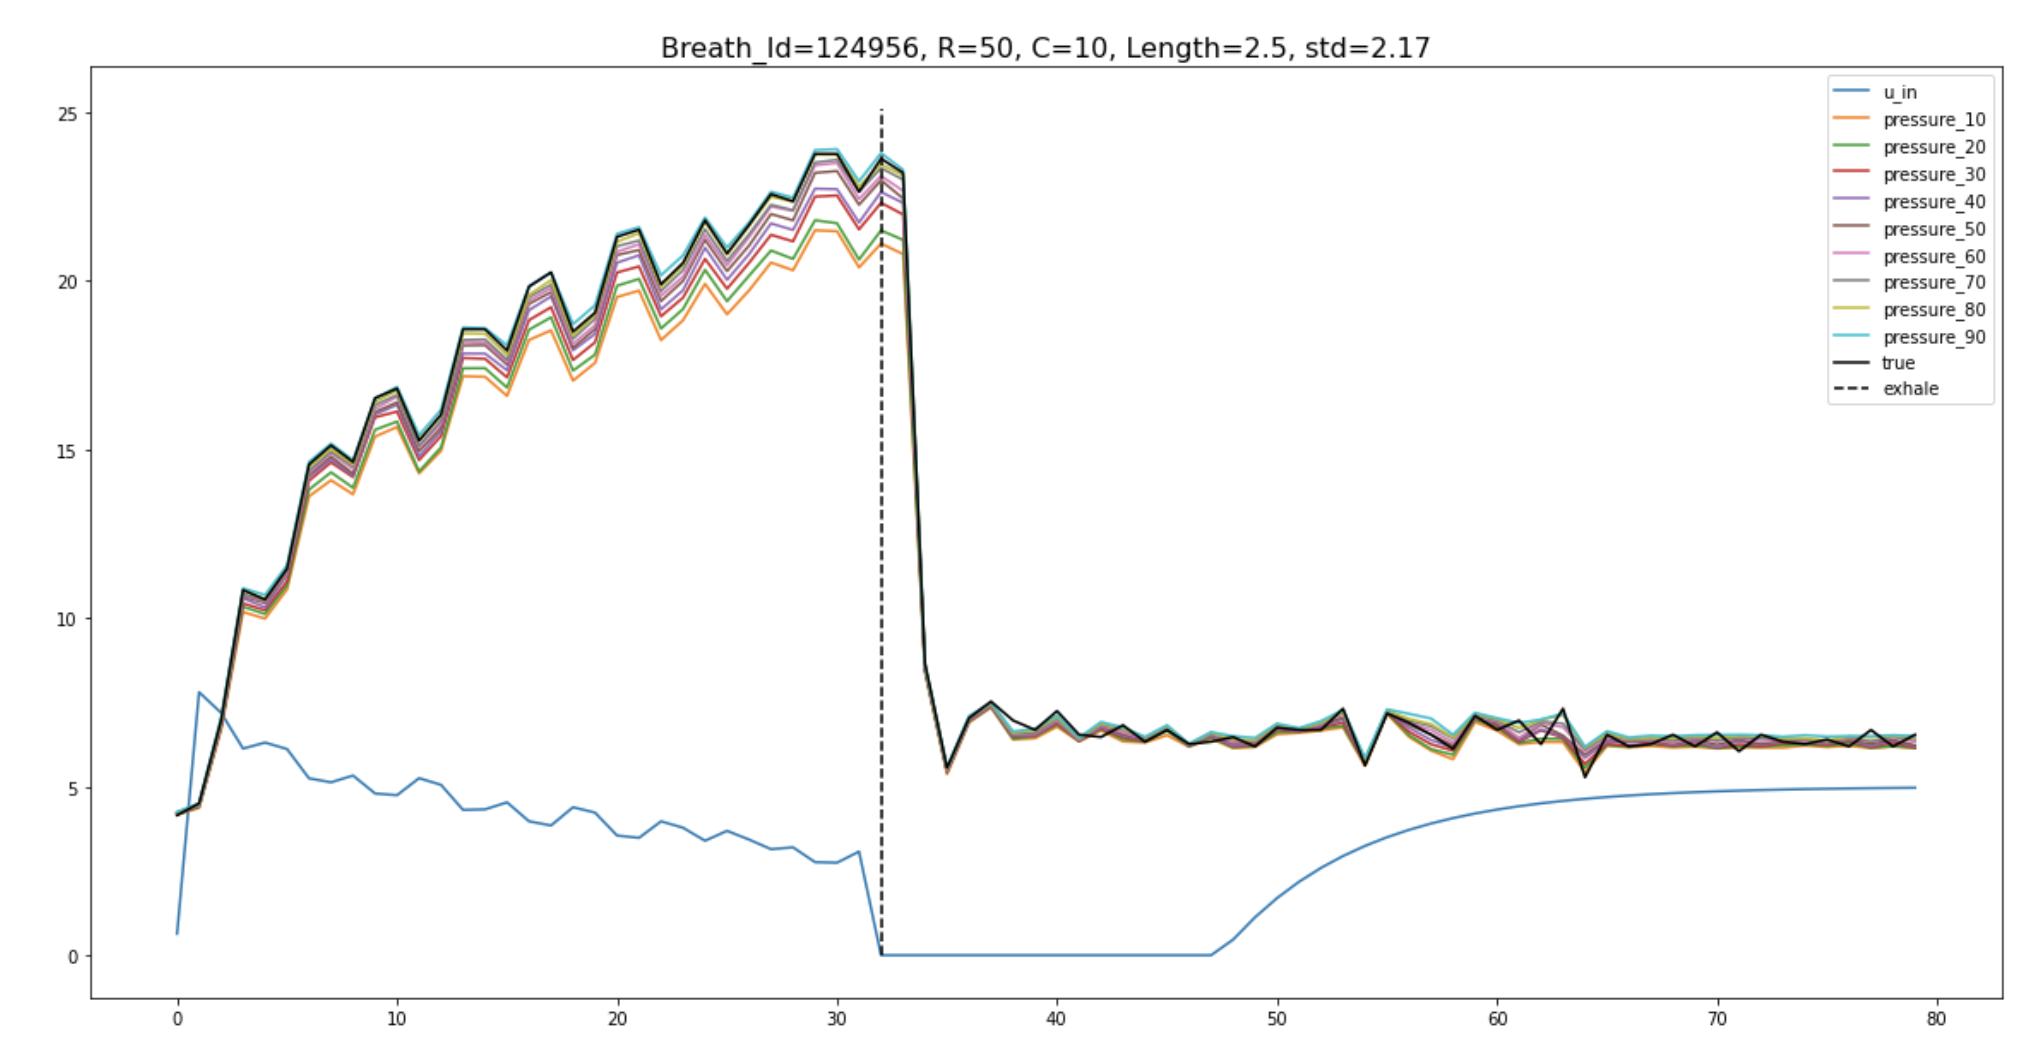 Breath_Id=124956, R=50, C=10, Length=2.5, std=2.17
25
20
15
10
5
0
0 10 20 30 40 50 60 70 80
u_in
pressure_10
pressure_20
pressure_30
pressure_40
pressure_50
pressure_60
pressure_70
pressure_80
pressure_90
true
exhale